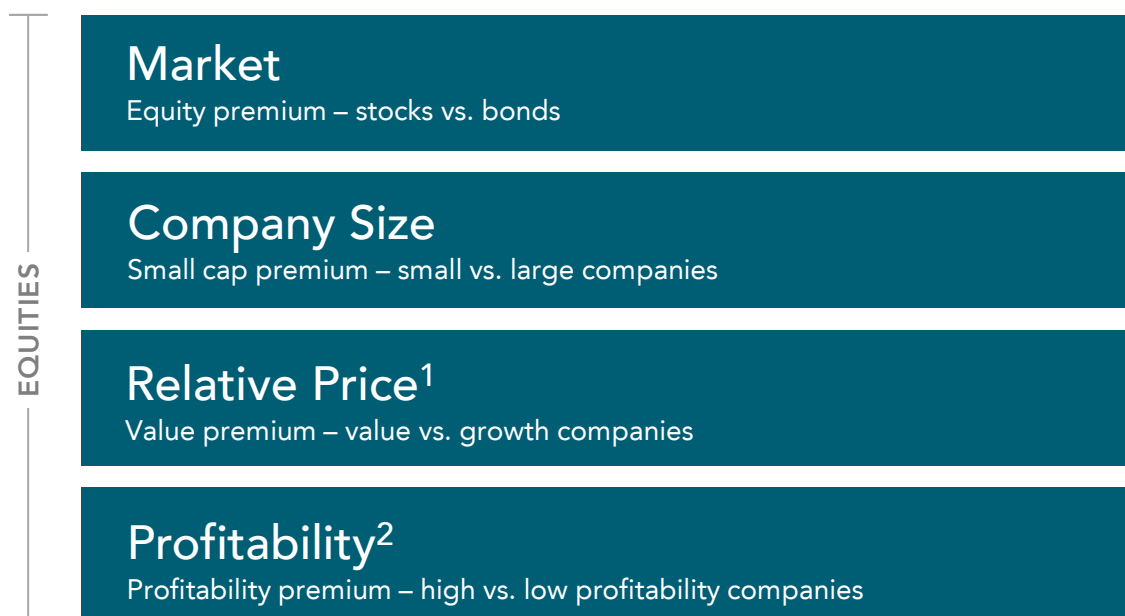 Market
Equity premium – stocks vs. bonds
Company Size
Small cap premium – small vs. large companies
EQUITIES
Relative Price¹
Value premium – value vs. growth companies
Profitability²
Profitability premium – high vs. low profitability companies